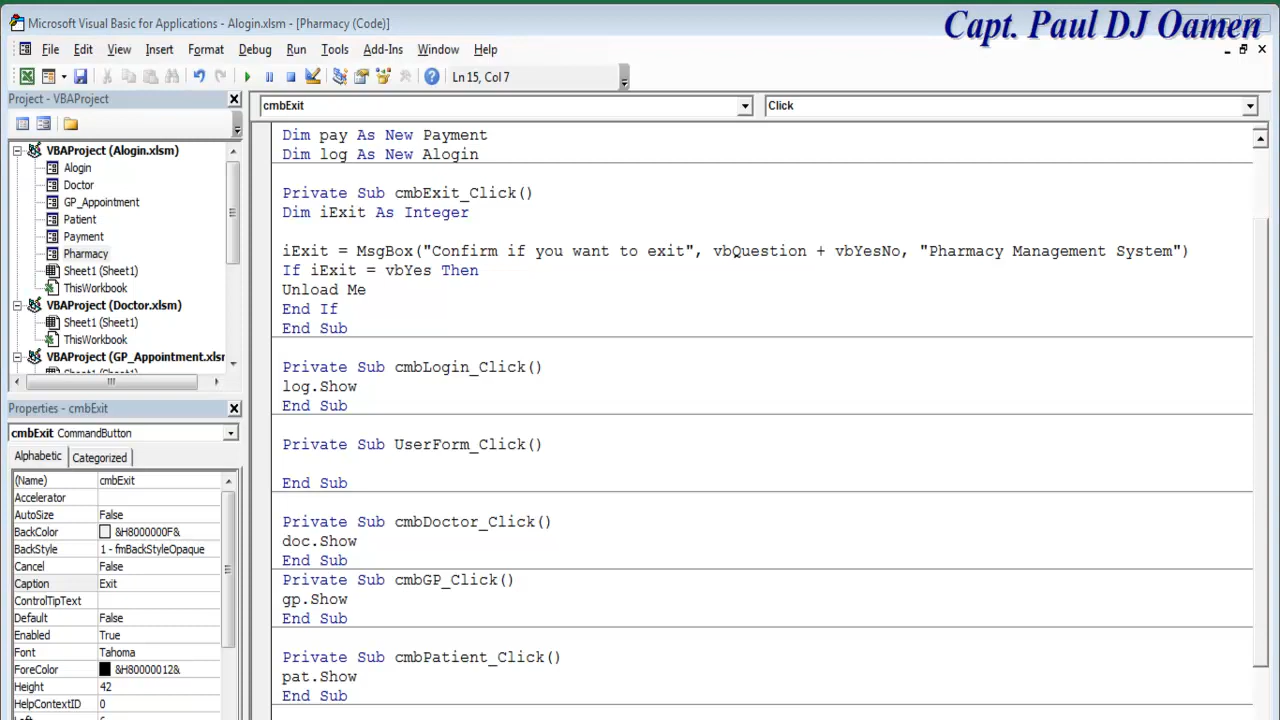 Microsoft Visual Basic for Applications - Alogin.xlsm - [Pharmacy (Code)]
Capt. Paul DJ Oamen
File Edit View Insert Format Debug Run Tools Add-Ins Window Help
Ln 15, Col 7
Project - VBAProject
cmbExit
Click
VBAProject (Alogin.xlsm)
Alogin
Doctor
GP_Appointment
Patient
Payment
Pharmacy
Sheet1 (Sheet1)
ThisWorkbook
VBAProject (Doctor.xlsm)
Sheet1 (Sheet1)
ThisWorkbook
VBAProject (GP_Appointment.xlsr
Properties - cmbExit
cmbExit CommandButton
Alphabetic Categorized
(Name) cmbExit
Accelerator
AutoSize False
BackColor &H8000000F&
BackStyle 1 - fmBackStyleOpaque
Cancel False
Caption Exit
ControlTipText
Default False
Enabled True
Font Tahoma
ForeColor &H80000012&
Height 42
HelpContextID 0
Dim pay As New Payment
Dim log As New Alogin
Private Sub cmbExit_Click()
Dim iExit As Integer
iExit = MsgBox("Confirm if you want to exit", vbQuestion + vbYesNo, "Pharmacy Management System")
If iExit = vbYes Then
Unload Me
End If
End Sub
Private Sub cmbLogin_Click()
log.Show
End Sub
Private Sub UserForm_Click()
End Sub
Private Sub cmbDoctor_Click()
doc.Show
End Sub
Private Sub cmbGP_Click()
gp.Show
End Sub
Private Sub cmbPatient_Click()
pat.Show
End Sub